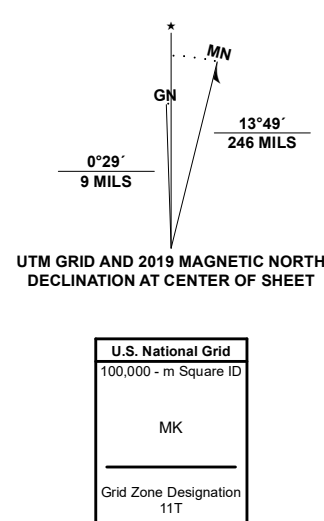 MN
GN
13°49´
246 MILS
0°29´
9 MILS
UTM GRID AND 2019 MAGNETIC NORTH
DECLINATION AT CENTER OF SHEET
U.S. National Grid
100,000 - m Square ID
MK
Grid Zone Designation
11T